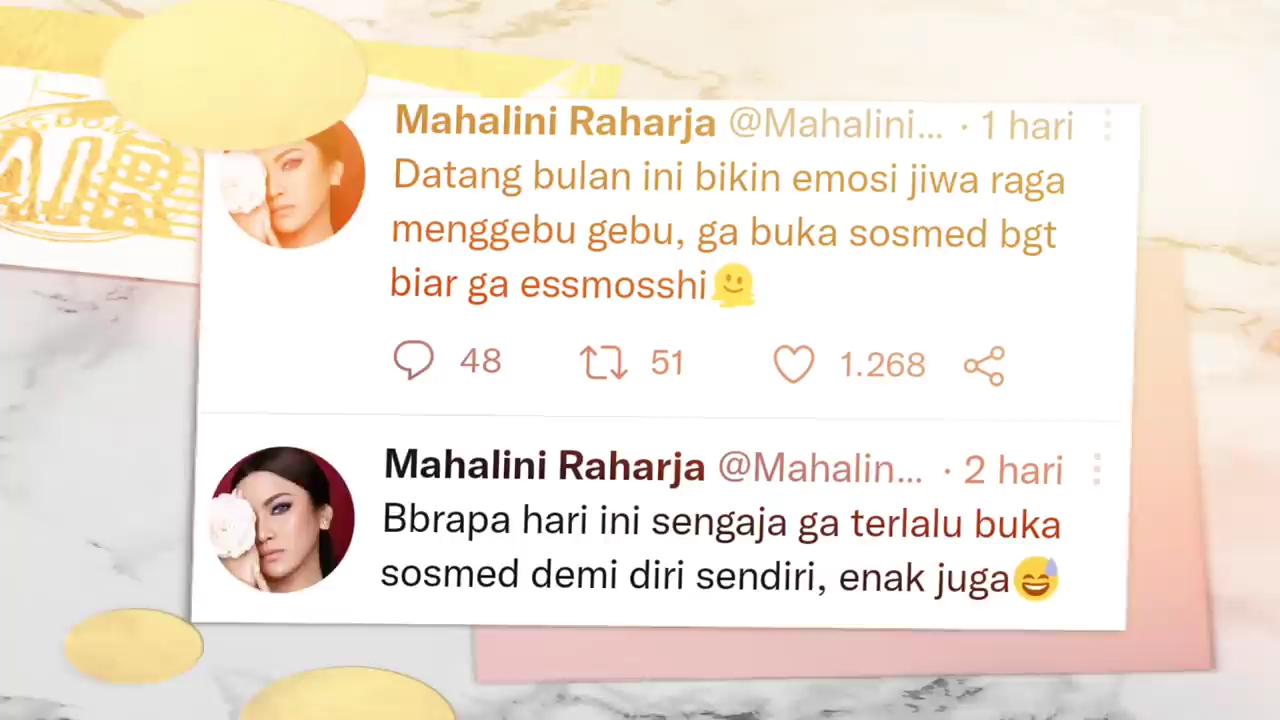 Mahalini Raharja @Mahalini... · 1 hari
Datang bulan ini bikin emosi jiwa raga
menggebu gebu, ga buka sosmed bgt
biar ga essmosshi🫠
48 51 1.268
Mahalini Raharja @Mahalin... · 2 hari
Bbrapa hari ini sengaja ga terlalu buka
sosmed demi diri sendiri, enak juga😅